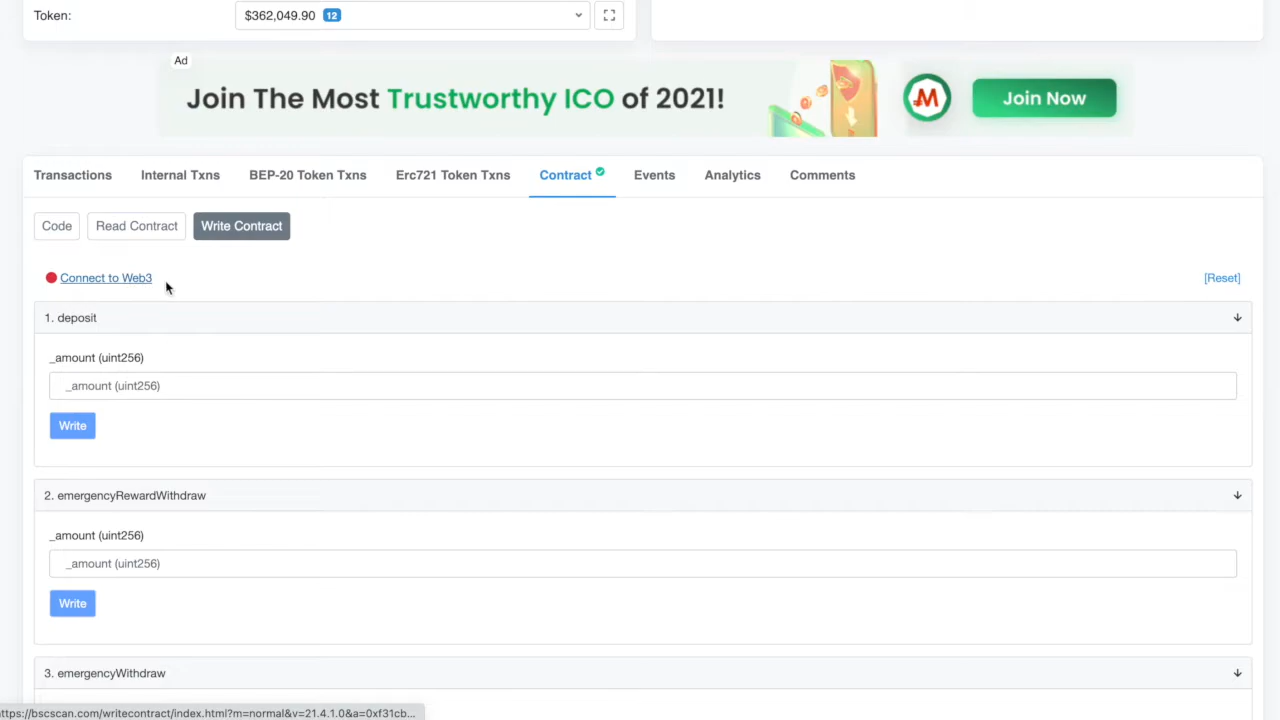 Token:
$362,049.90 12
Ad
Join The Most Trustworthy ICO of 2021!
M
Join Now
Transactions
Internal Txns
BEP-20 Token Txns
Erc721 Token Txns
Contract
Events
Analytics
Comments
Code
Read Contract
Write Contract
Connect to Web3
[Reset]
1. deposit
_amount (uint256)
_amount (uint256)
Write
2. emergencyRewardWithdraw
_amount (uint256)
_amount (uint256)
Write
3. emergencyWithdraw
https://bscscan.com/writecontract/index.html?m=normal&v=21.4.1.0&a=0xf31cb...